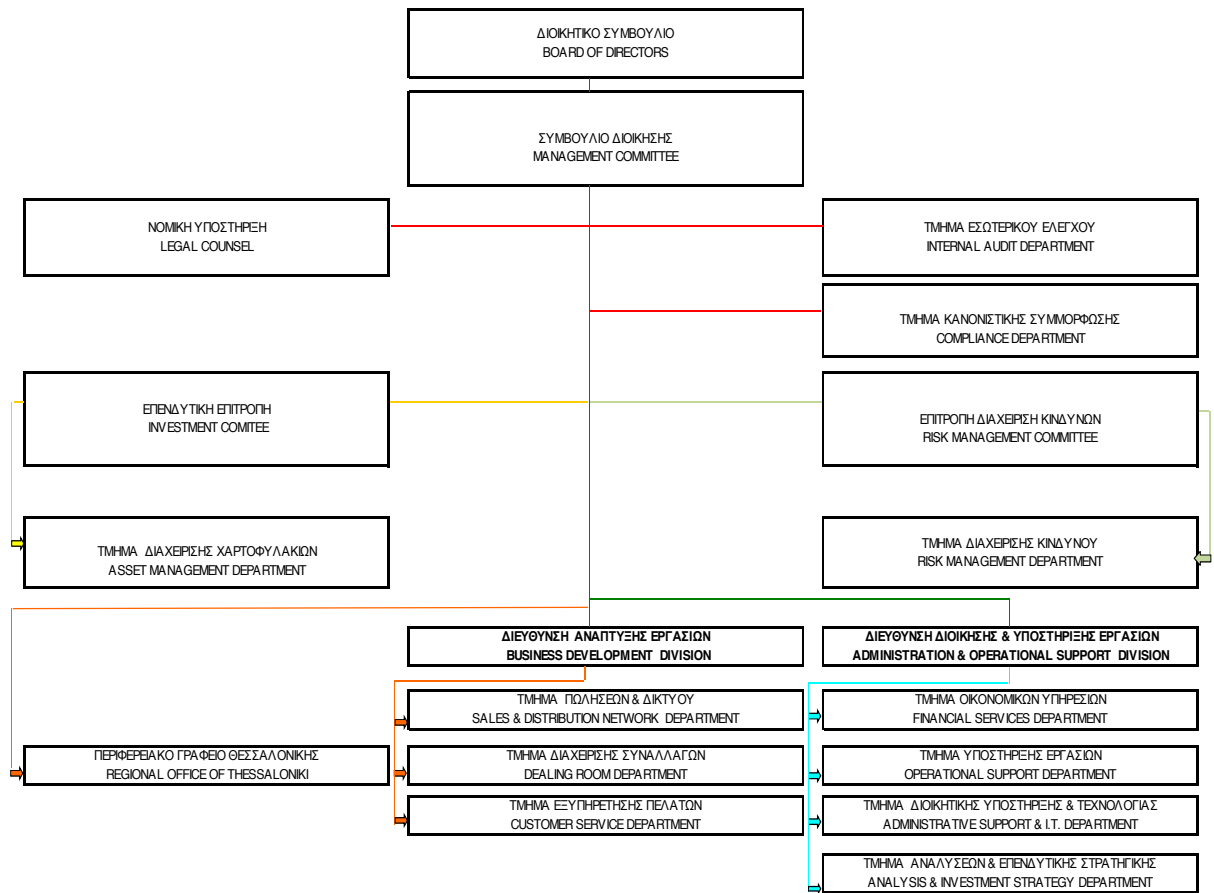 ΔΙΟΙΚΗΤΙΚΟ ΣΥΜΒΟΥΛΙΟ
BOARD OF DIRECTORS
ΣΥΜΒΟΥΛΙΟ ΔΙΟΙΚΗΣΗΣ
MANAGEMENT COMMITTEE
ΝΟΜΙΚΗ ΥΠΟΣΤΗΡΙΞΗ
LEGAL COUNSEL
ΤΜΗΜΑ ΕΣΩΤΕΡΙΚΟΥ ΕΛΕΓΧΟΥ
INTERNAL AUDIT DEPARTMENT
ΤΜΗΜΑ ΚΑΝΟΝΙΣΤΙΚΗΣ ΣΥΜΜΟΡΦΩΣΗΣ
COMPLIANCE DEPARTMENT
ΕΠΕΝΔΥΤΙΚΗ ΕΠΙΤΡΟΠΗ
INVESTMENT COMITEE
ΕΠΙΤΡΟΠΗ ΔΙΑΧΕΙΡΙΣΗ ΚΙΝΔΥΝΩΝ
RISK MANAGEMENT COMMITTEE
ΤΜΗΜΑ ΔΙΑΧΕΙΡΙΣΗΣ ΧΑΡΤΟΦΥΛΑΚΙΩΝ
ASSET MANAGEMENT DEPARTMENT
ΤΜΗΜΑ ΔΙΑΧΕΙΡΙΣΗΣ ΚΙΝΔΥΝΟΥ
RISK MANAGEMENT DEPARTMENT
ΔΙΕΥΘΥΝΣΗ ΑΝΑΠΤΥΞΗΣ ΕΡΓΑΣΙΩΝ
BUSINESS DEVELOPMENT DIVISION
ΔΙΕΥΘΥΝΣΗ ΔΙΟΙΚΗΣΗΣ & ΥΠΟΣΤΗΡΙΞΗΣ ΕΡΓΑΣΙΩΝ
ADMINISTRATION & OPERATIONAL SUPPORT DIVISION
ΤΜΗΜΑ ΠΩΛΗΣΕΩΝ & ΔΙΚΤΥΟΥ
SALES & DISTRIBUTION NETWORK DEPARTMENT
ΤΜΗΜΑ ΟΙΚΟΝΟΜΙΚΩΝ ΥΠΗΡΕΣΙΩΝ
FINANCIAL SERVICES DEPARTMENT
ΠΕΡΙΦΕΡΕΙΑΚΟ ΓΡΑΦΕΙΟ ΘΕΣΣΑΛΟΝΙΚΗΣ
REGIONAL OFFICE OF THESSALONIKI
ΤΜΗΜΑ ΔΙΑΧΕΙΡΙΣΗΣ ΣΥΝΑΛΛΑΓΩΝ
DEALING ROOM DEPARTMENT
ΤΜΗΜΑ ΥΠΟΣΤΗΡΙΞΗΣ ΕΡΓΑΣΙΩΝ
OPERATIONAL SUPPORT DEPARTMENT
ΤΜΗΜΑ ΕΞΥΠΗΡΕΤΗΣΗΣ ΠΕΛΑΤΩΝ
CUSTOMER SERVICE DEPARTMENT
ΤΜΗΜΑ ΔΙΟΙΚΗΤΙΚΗΣ ΥΠΟΣΤΗΡΙΞΗΣ & ΤΕΧΝΟΛΟΓΙΑΣ
ADMINISTRATIVE SUPPORT & I.T. DEPARTMENT
ΤΜΗΜΑ ΑΝΑΛΥΣΕΩΝ & ΕΠΕΝΔΥΤΙΚΗΣ ΣΤΡΑΤΗΓΙΚΗΣ
ANALYSIS & INVESTMENT STRATEGY DEPARTMENT